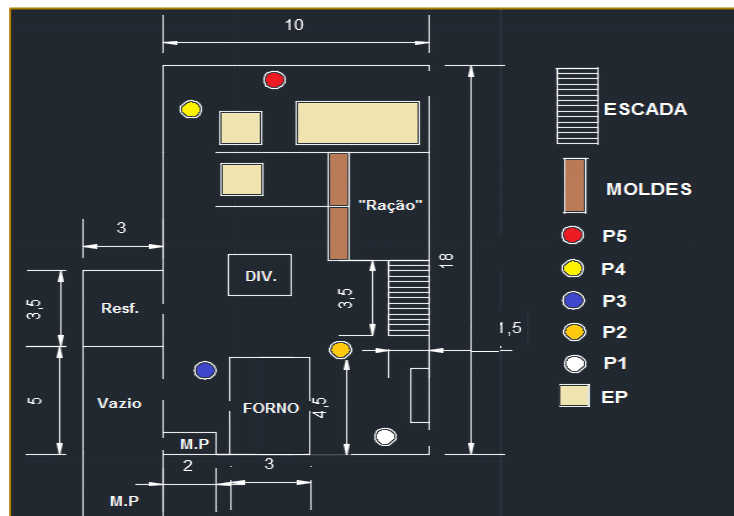 10
ESCADA
MOLDES
"Ração"
3
18
P5
P4
DIV.
3,5
3,5
Resf.
P3
1,5
P2
P1
5
Vazio
4,5
FORNO
EP
M.P
2
3
M.P